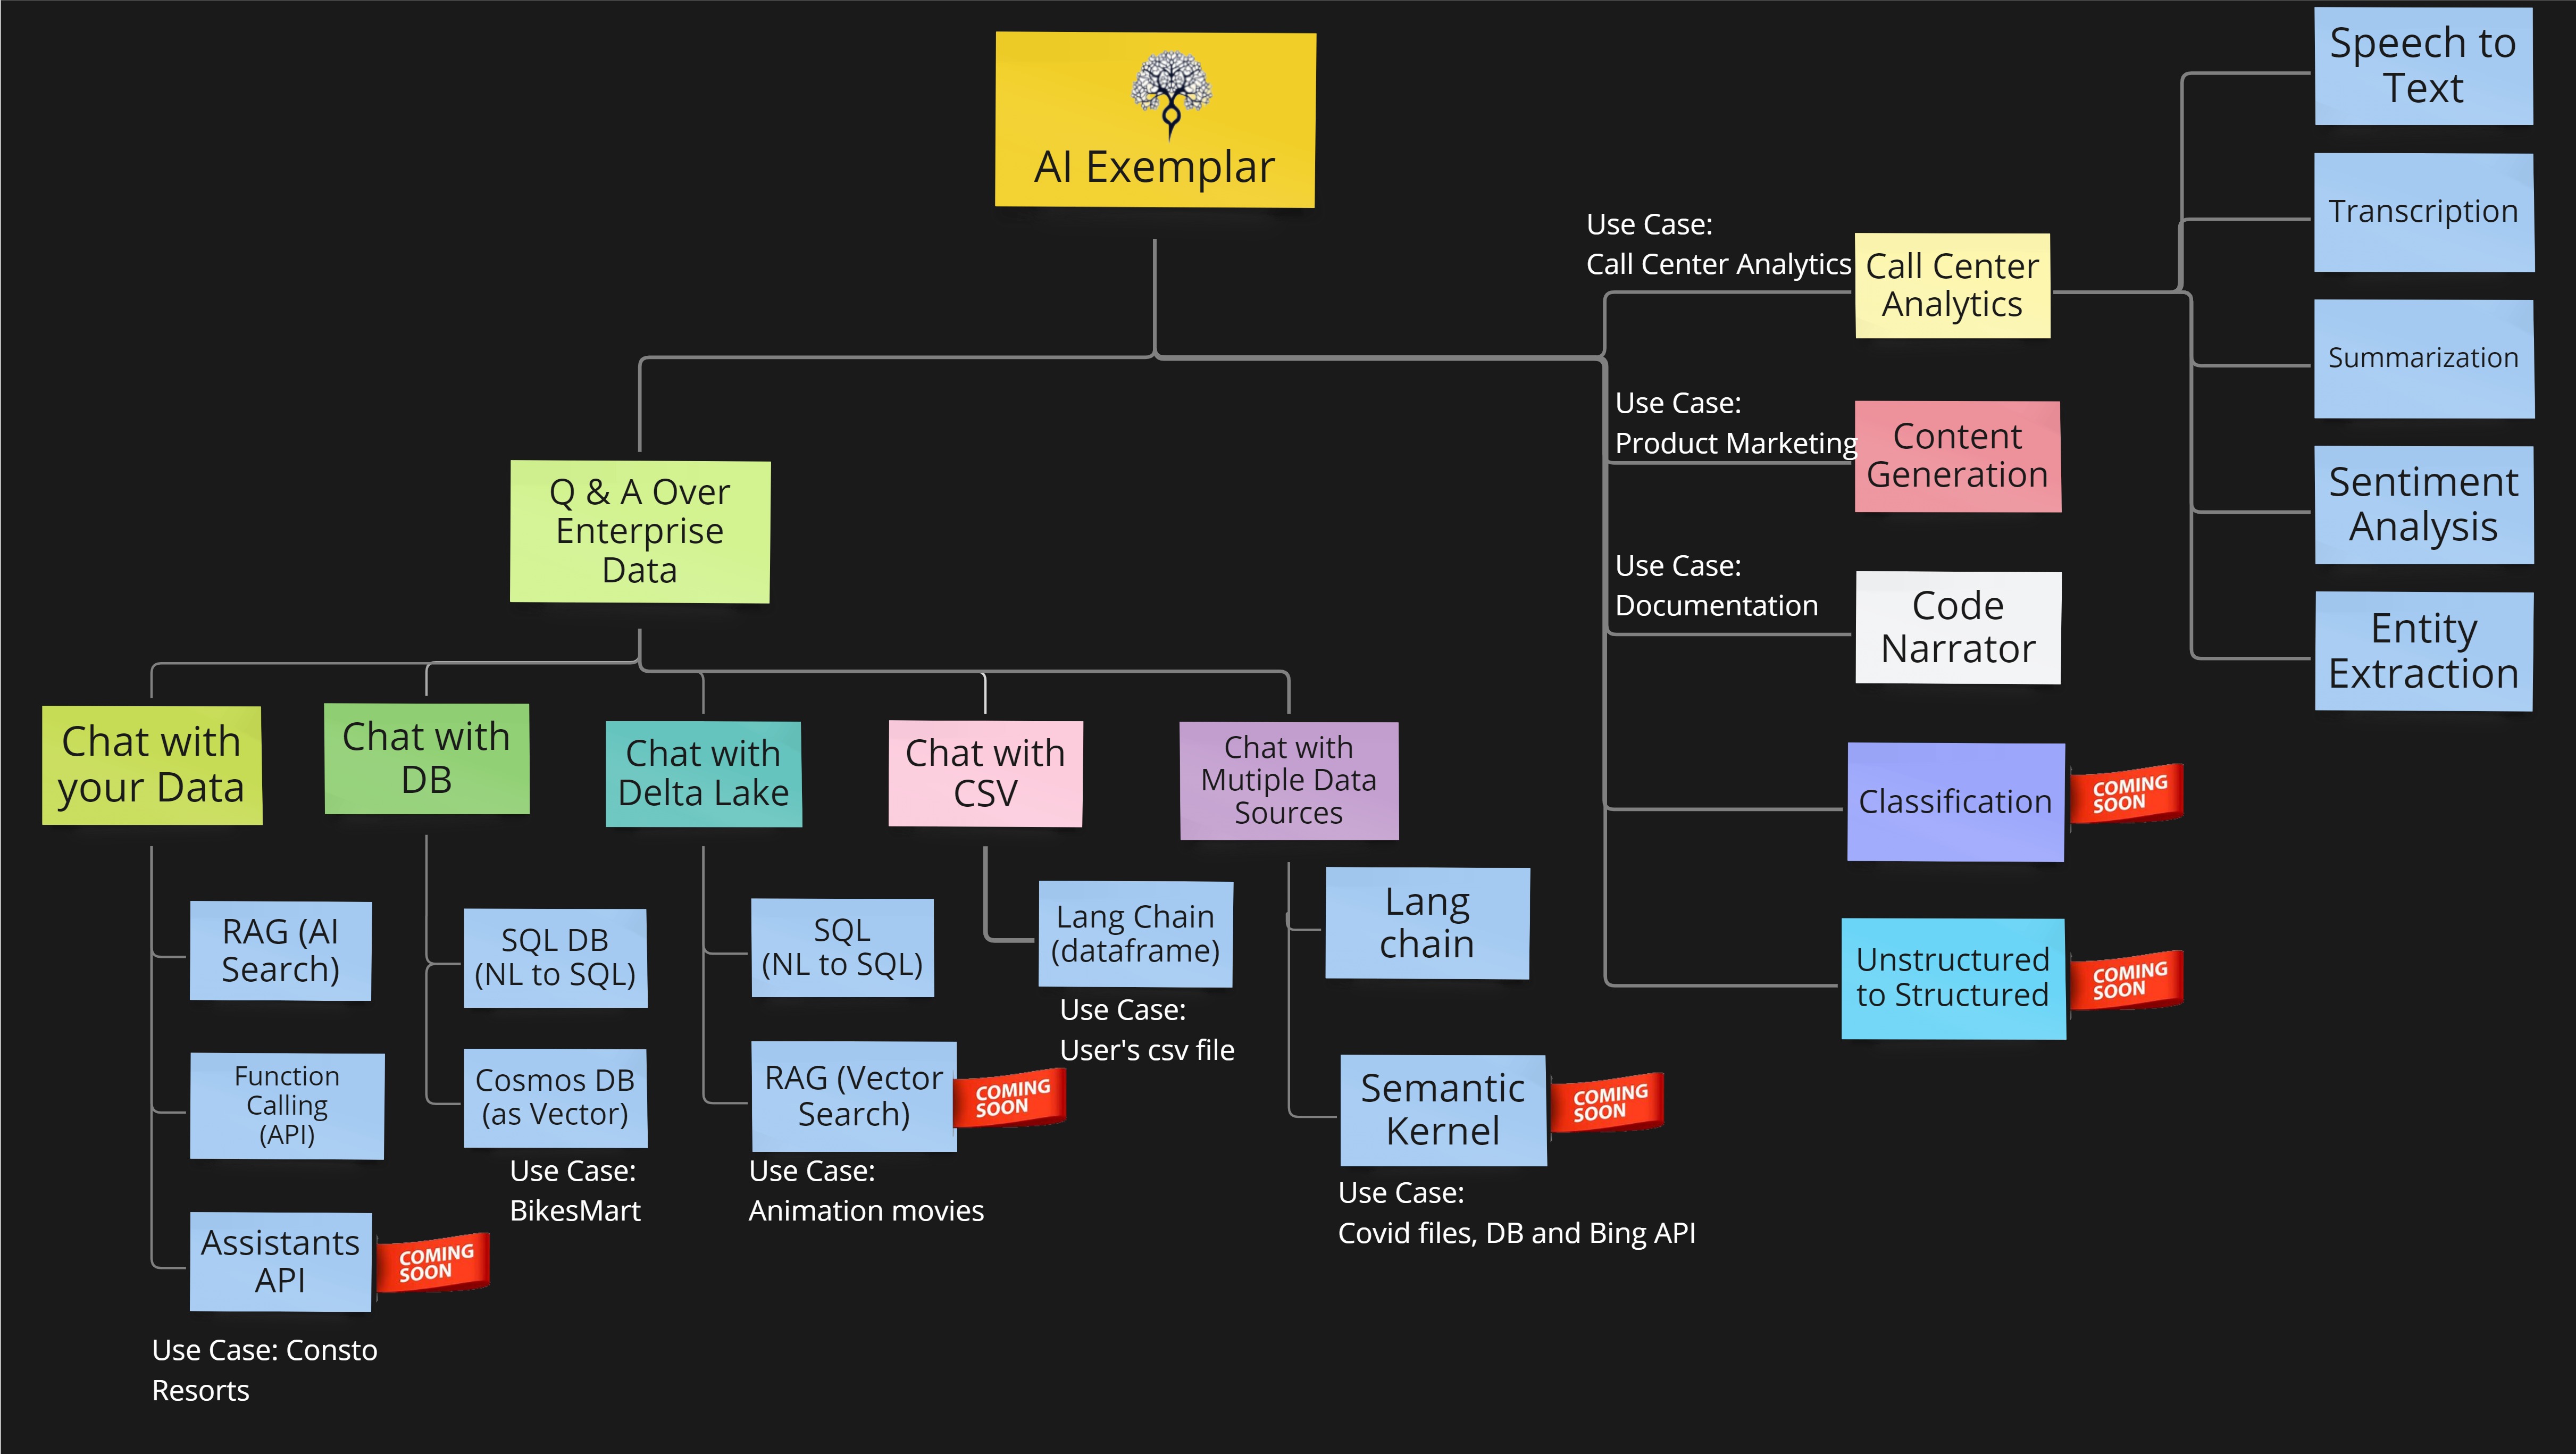 AI Exemplar
Speech to
Text
Transcription
Summarization
Sentiment
Analysis
Entity
Extraction
Use Case:
Call Center Analytics
Call Center
Analytics
Use Case:
Product Marketing
Content
Generation
Use Case:
Documentation
Code
Narrator
Classification
COMING
SOON
Unstructured
to Structured
COMING
SOON
Q & A Over
Enterprise
Data
Chat with
your Data
RAG (AI
Search)
Function
Calling
(API)
Assistants
API
COMING
SOON
Use Case: Consto
Resorts
Chat with
DB
SQL DB
(NL to SQL)
Cosmos DB
(as Vector)
Use Case:
BikesMart
Chat with
Delta Lake
SQL
(NL to SQL)
RAG (Vector
Search)
COMING
SOON
Use Case:
Animation movies
Chat with
CSV
Lang Chain
(dataframe)
Use Case:
User's csv file
Chat with
Mutiple Data
Sources
Lang
chain
Semantic
Kernel
COMING
SOON
Use Case:
Covid files, DB and Bing API